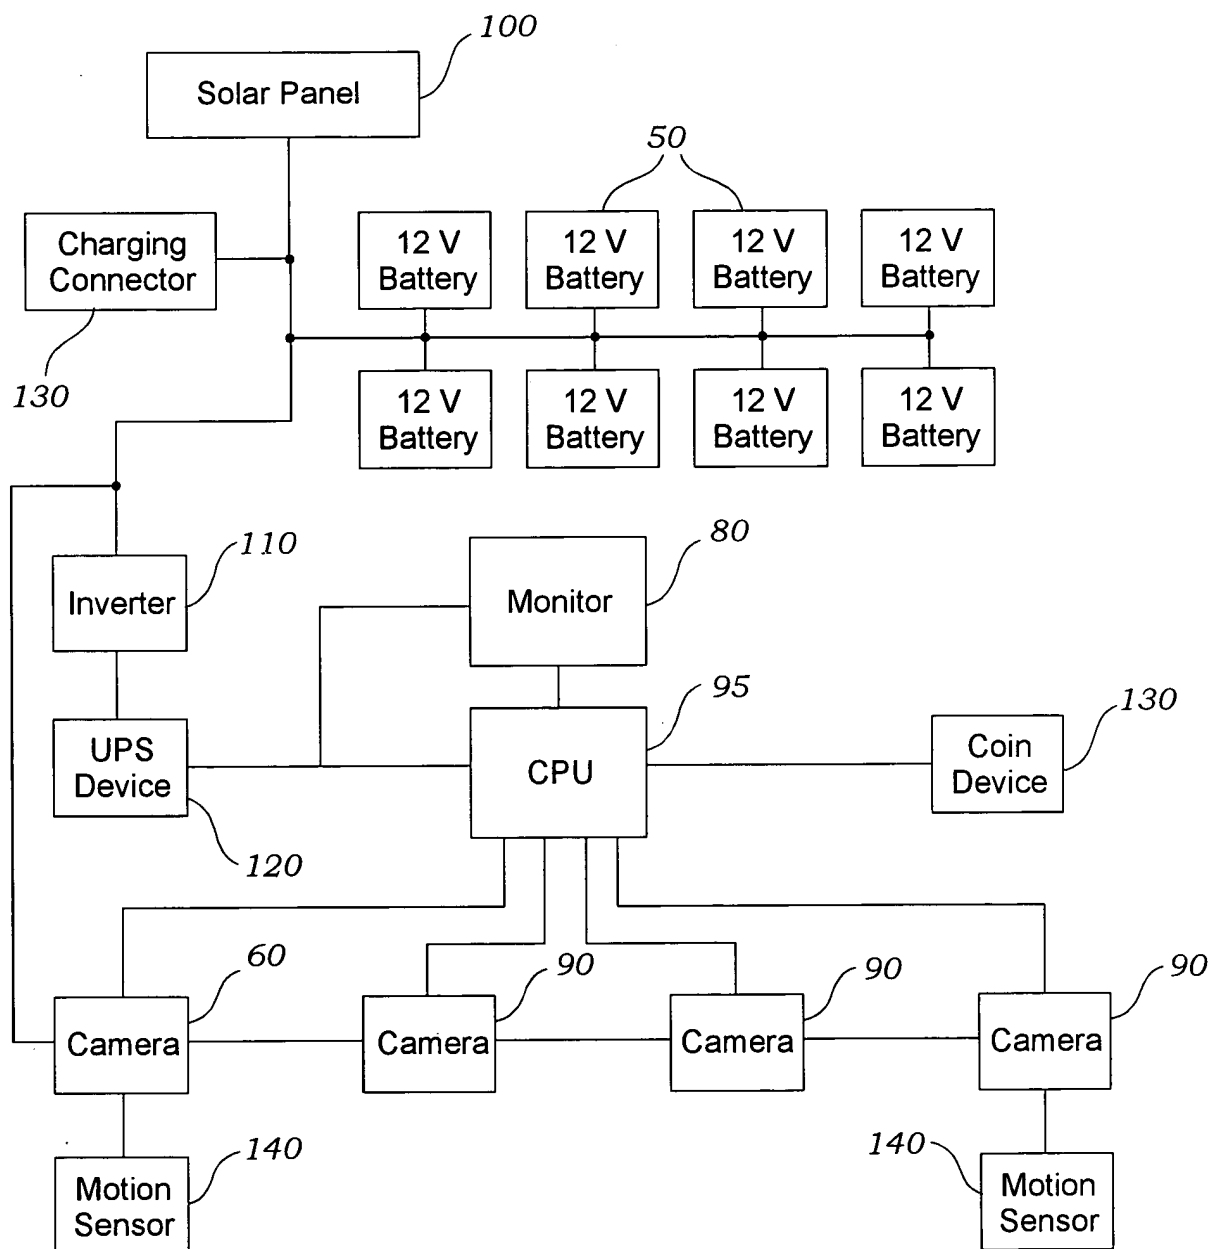 100
Solar Panel
50
Charging
Connector
12 V
Battery
12 V
Battery
12 V
Battery
12 V
Battery
130
12 V
Battery
12 V
Battery
12 V
Battery
12 V
Battery
110
Inverter
80
Monitor
95
130
UPS
Device
CPU
Coin
Device
120
60
90
90
90
Camera
Camera
Camera
Camera
140
Motion
Sensor
140
Motion
Sensor